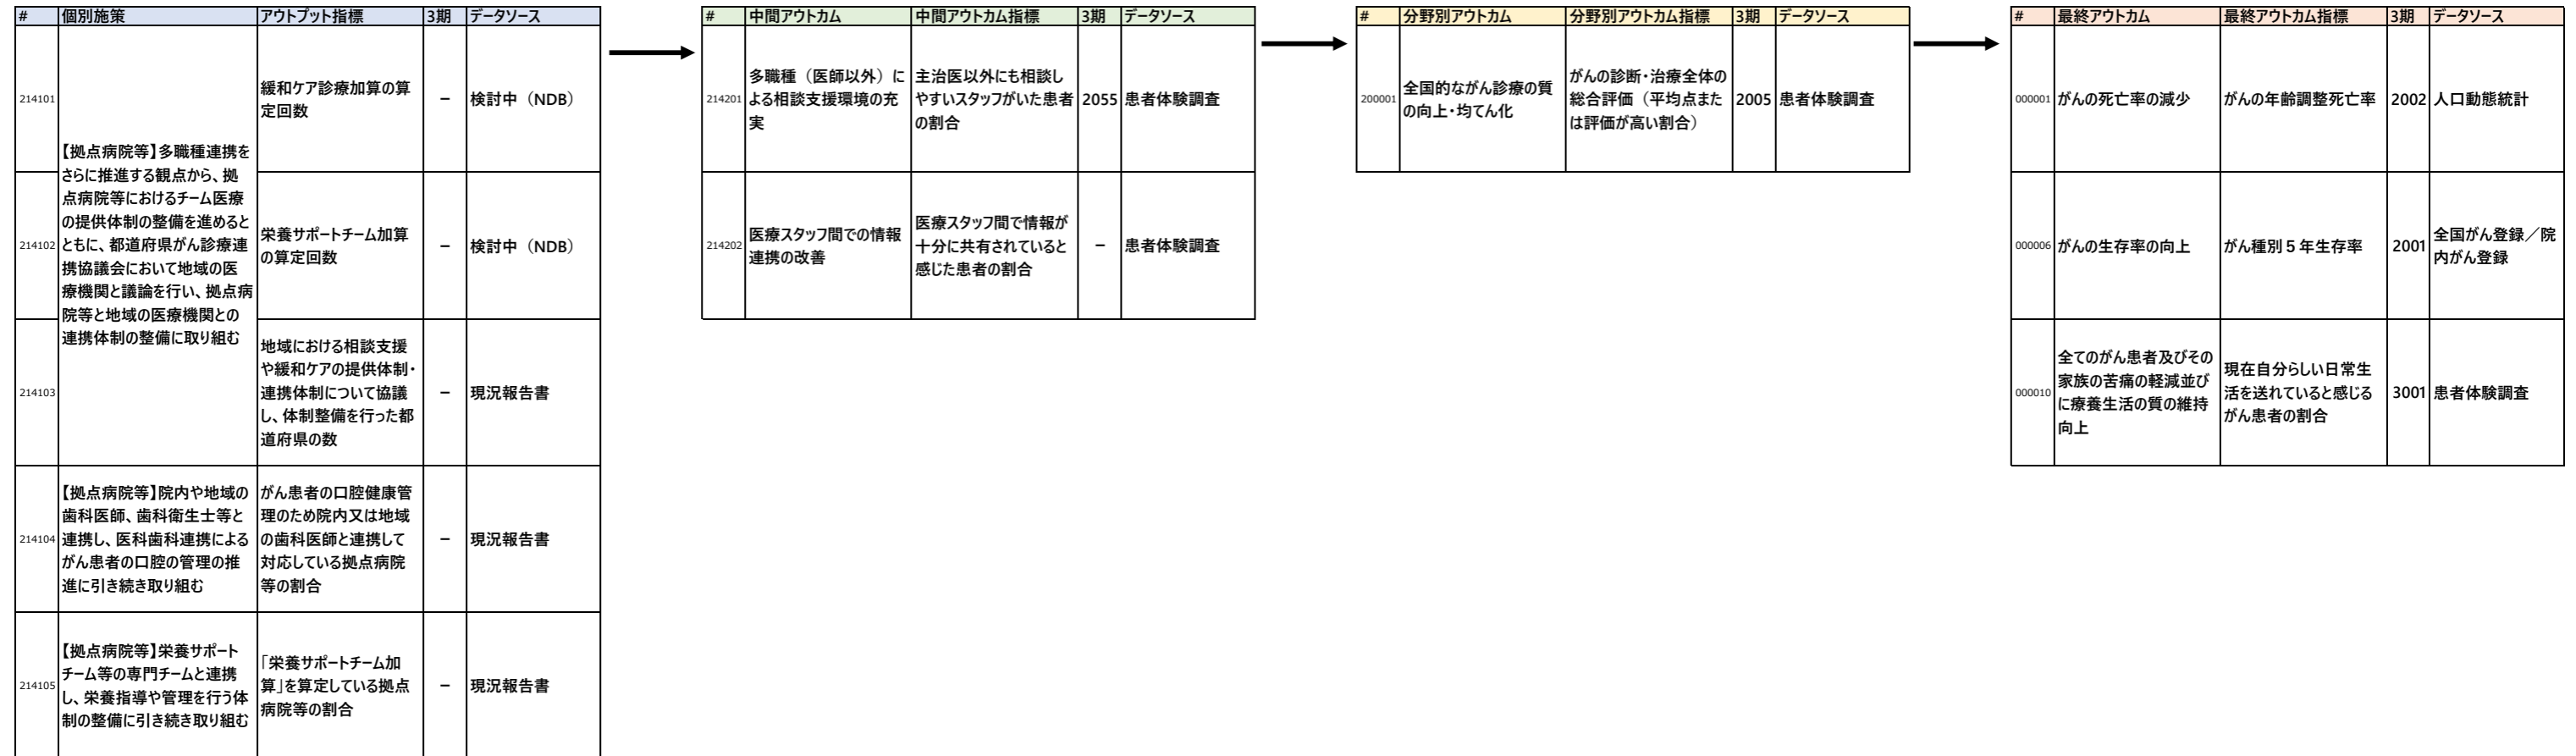 # 個別施策 アウトプット指標 3期 データソース
214101
【拠点病院等】多職種連携を
さらに推進する観点から、拠
点病院等におけるチーム医療
の提供体制の整備を進めると
ともに、都道府県がん診療連
携協議会において地域の医
療機関と議論を行い、拠点病
院等と地域の医療機関との
連携体制の整備に取り組む
緩和ケア診療加算の算
定回数
－
検討中（NDB）
214102
栄養サポートチーム加算
の算定回数
－
検討中（NDB）
214103
地域における相談支援
や緩和ケアの提供体制・
連携体制について協議
し、体制整備を行った都
道府県の数
－
現況報告書
214104
【拠点病院等】院内や地域の
歯科医師、歯科衛生士等と
連携し、医科歯科連携による
がん患者の口腔の管理の推
進に引き続き取り組む
がん患者の口腔健康管
理のため院内又は地域
の歯科医師と連携して
対応している拠点病院
等の割合
－
現況報告書
214105
【拠点病院等】栄養サポート
チーム等の専門チームと連携
し、栄養指導や管理を行う体
制の整備に引き続き取り組む
「栄養サポートチーム加
算」を算定している拠点
病院等の割合
－
現況報告書
# 中間アウトカム 中間アウトカム指標 3期 データソース
214201
多職種（医師以外）に
よる相談支援環境の充
実
主治医以外にも相談し
やすいスタッフがいた患者
の割合
2055
患者体験調査
214202
医療スタッフ間での情報
連携の改善
医療スタッフ間で情報が
十分に共有されていると
感じた患者の割合
－
患者体験調査
# 分野別アウトカム 分野別アウトカム指標 3期 データソース
200001
全国的ながん診療の質
の向上・均てん化
がんの診断・治療全体の
総合評価（平均点また
は評価が高い割合）
2005
患者体験調査
# 最終アウトカム 最終アウトカム指標 3期 データソース
000001
がんの死亡率の減少
がんの年齢調整死亡率
2002
人口動態統計
000006
がんの生存率の向上
がん種別５年生存率
2001
全国がん登録／院
内がん登録
000010
全てのがん患者及びその
家族の苦痛の軽減並び
に療養生活の質の維持
向上
現在自分らしい日常生
活を送れていると感じる
がん患者の割合
3001
患者体験調査